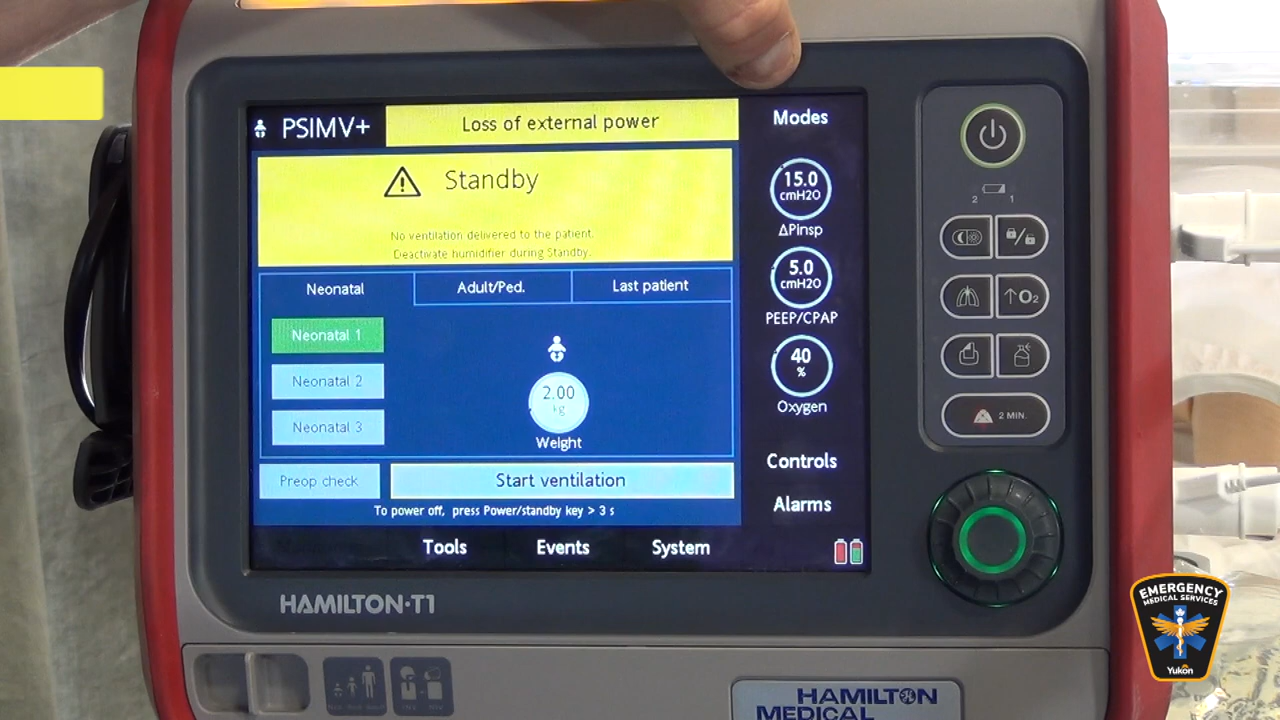 PSIMV+
Loss of external power
Modes
Standby
No ventilation delivered to the patient.
Deactivate humidifier during Standby.
15.0
cmH2O
ΔPinsp
5.0
cmH2O
PEEP/CPAP
40
%
Oxygen
Neonatal
Adult/Ped.
Last patient
Neonatal 1
Neonatal 2
Neonatal 3
2.00
kg
Weight
Controls
Preop check
Start ventilation
To power off, press Power/standby key > 3 s
Alarms
Tools
Events
System
2 1
O2
2 MIN.
HAMILTON·T1
HAMILTON
MEDICAL
EMERGENCY
MEDICAL SERVICES
Yukon